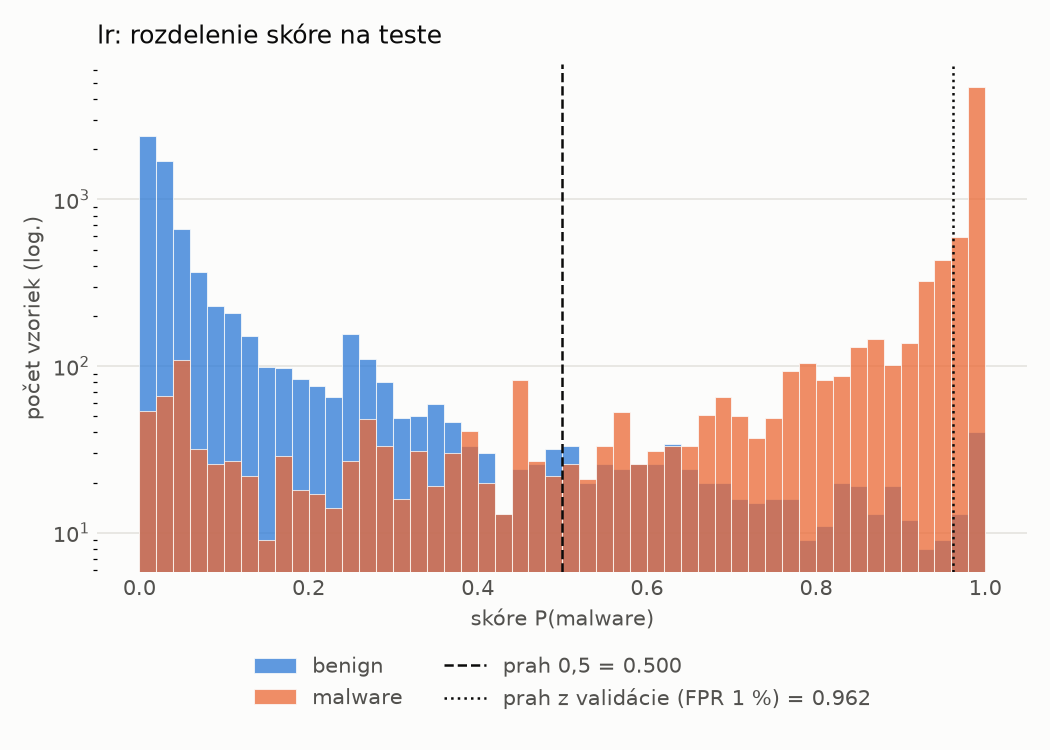 lr: rozdelenie skóre na teste
počet vzoriek (log.)
10³
10²
10¹
0.0 0.2 0.4 0.6 0.8 1.0
skóre P(malware)
benign
malware
prah 0,5 = 0.500
prah z validácie (FPR 1 %) = 0.962